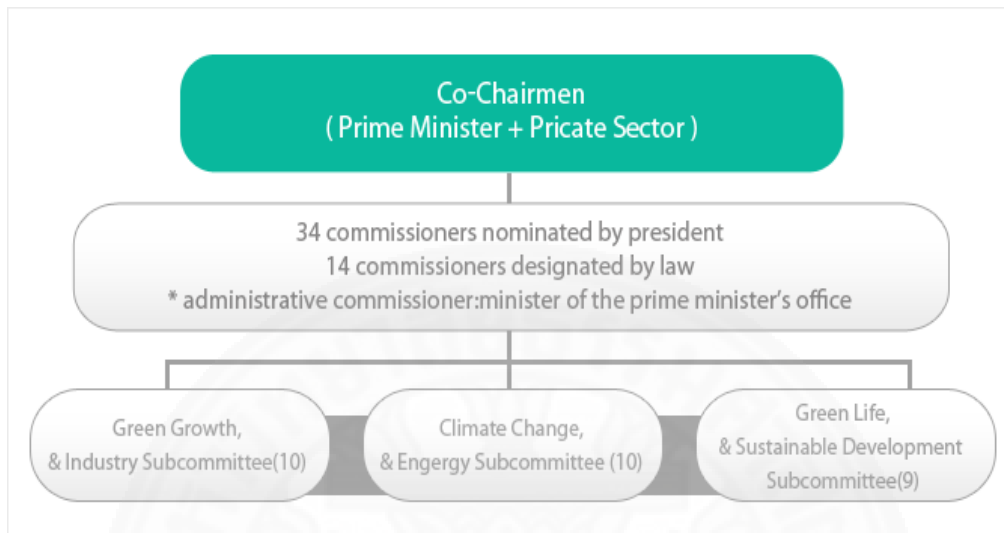 Co-Chairmen
( Prime Minister + Pricate Sector )
34 commissioners nominated by president
14 commissioners designated by law
* administrative commissioner:minister of the prime minister's office
Green Growth,
& Industry Subcommittee(10)
Climate Change,
& Engergy Subcommittee (10)
Green Life,
& Sustainable Development
Subcommittee(9)